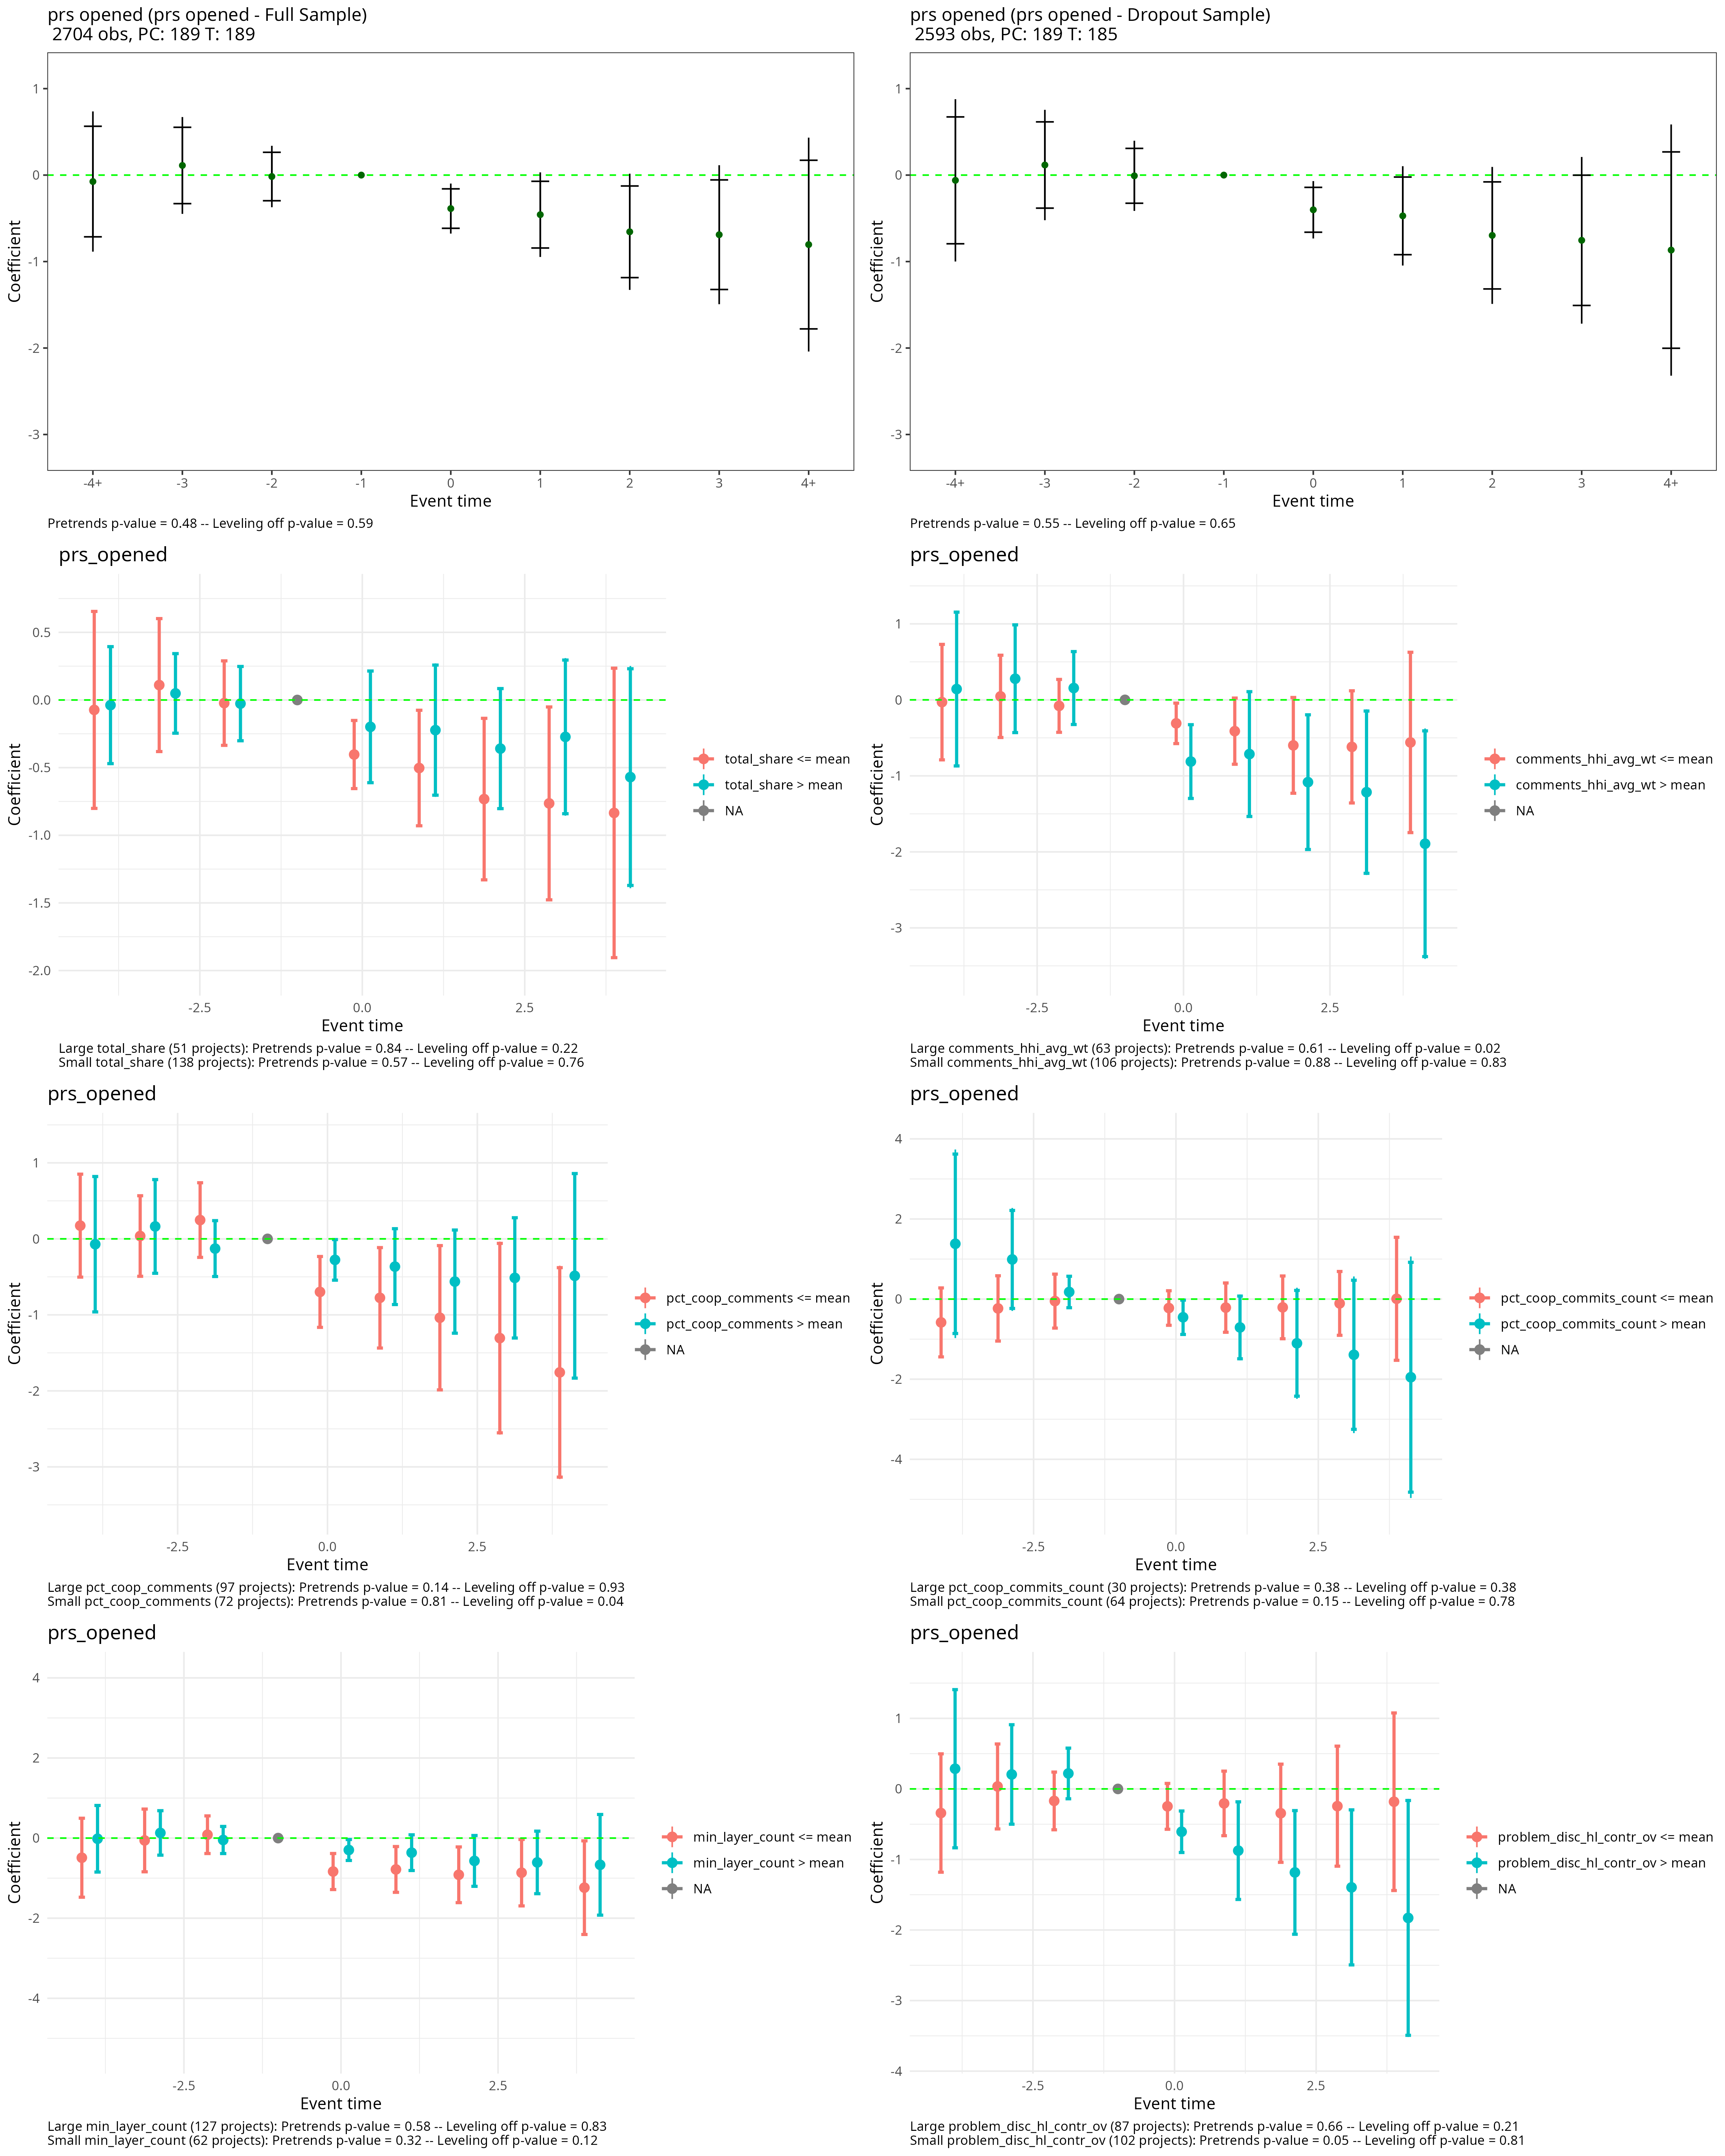 prs opened (prs opened - Full Sample)
2704 obs, PC: 189 T: 189
1
0
-1
-2
-3
Coefficient
-4+ -3 -2 -1 0 1 2 3 4+
Event time
Pretrends p-value = 0.48 -- Leveling off p-value = 0.59
prs opened (prs opened - Dropout Sample)
2593 obs, PC: 189 T: 185
1
0
-1
-2
-3
Coefficient
-4+ -3 -2 -1 0 1 2 3 4+
Event time
Pretrends p-value = 0.55 -- Leveling off p-value = 0.65
prs_opened
0.5
0.0
-0.5
-1.0
-1.5
-2.0
Coefficient
-2.5 0.0 2.5
Event time
total_share <= mean
total_share > mean
NA
Large total_share (51 projects): Pretrends p-value = 0.84 -- Leveling off p-value = 0.22
Small total_share (138 projects): Pretrends p-value = 0.57 -- Leveling off p-value = 0.76
prs_opened
1
0
-1
-2
-3
Coefficient
-2.5 0.0 2.5
Event time
comments_hhi_avg_wt <= mean
comments_hhi_avg_wt > mean
NA
Large comments_hhi_avg_wt (63 projects): Pretrends p-value = 0.61 -- Leveling off p-value = 0.02
Small comments_hhi_avg_wt (106 projects): Pretrends p-value = 0.88 -- Leveling off p-value = 0.83
prs_opened
1
0
-1
-2
-3
Coefficient
-2.5 0.0 2.5
Event time
pct_coop_comments <= mean
pct_coop_comments > mean
NA
Large pct_coop_comments (97 projects): Pretrends p-value = 0.14 -- Leveling off p-value = 0.93
Small pct_coop_comments (72 projects): Pretrends p-value = 0.81 -- Leveling off p-value = 0.04
prs_opened
4
2
0
-2
-4
Coefficient
-2.5 0.0 2.5
Event time
pct_coop_commits_count <= mean
pct_coop_commits_count > mean
NA
Large pct_coop_commits_count (30 projects): Pretrends p-value = 0.38 -- Leveling off p-value = 0.38
Small pct_coop_commits_count (64 projects): Pretrends p-value = 0.15 -- Leveling off p-value = 0.78
prs_opened
4
2
0
-2
-4
Coefficient
-2.5 0.0 2.5
Event time
min_layer_count <= mean
min_layer_count > mean
NA
Large min_layer_count (127 projects): Pretrends p-value = 0.58 -- Leveling off p-value = 0.83
Small min_layer_count (62 projects): Pretrends p-value = 0.32 -- Leveling off p-value = 0.12
prs_opened
1
0
-1
-2
-3
-4
Coefficient
-2.5 0.0 2.5
Event time
problem_disc_hl_contr_ov <= mean
problem_disc_hl_contr_ov > mean
NA
Large problem_disc_hl_contr_ov (87 projects): Pretrends p-value = 0.66 -- Leveling off p-value = 0.21
Small problem_disc_hl_contr_ov (102 projects): Pretrends p-value = 0.05 -- Leveling off p-value = 0.81